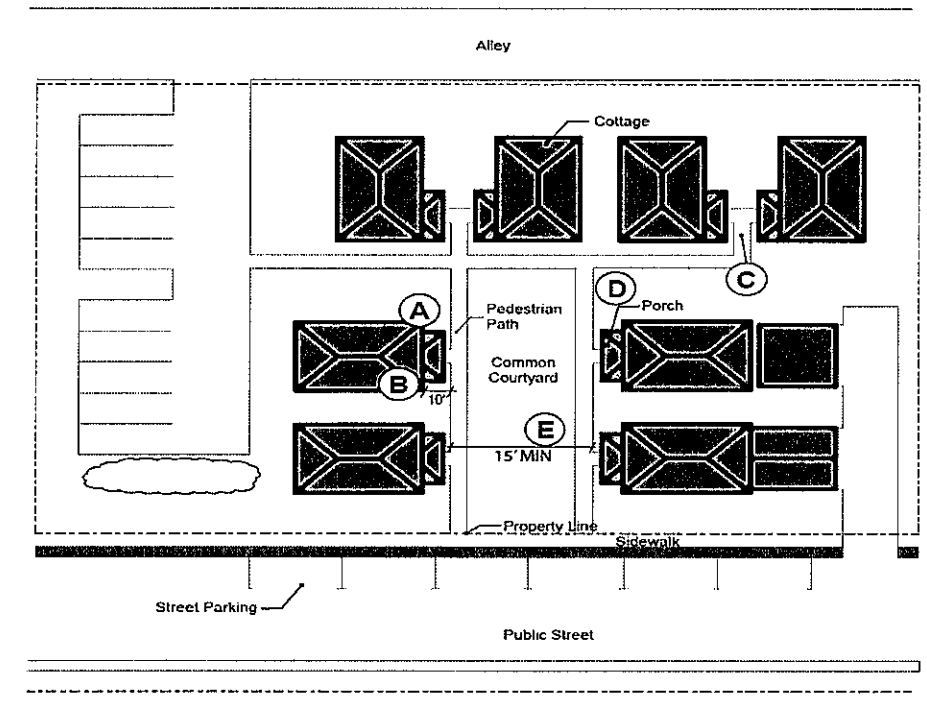 Alley
Cottage
C
D
Porch
A
Pedestrian
Path
Common
Courtyard
B
10'
E
15' MIN
Property Line
Sidewalk
Street Parking
Public Street